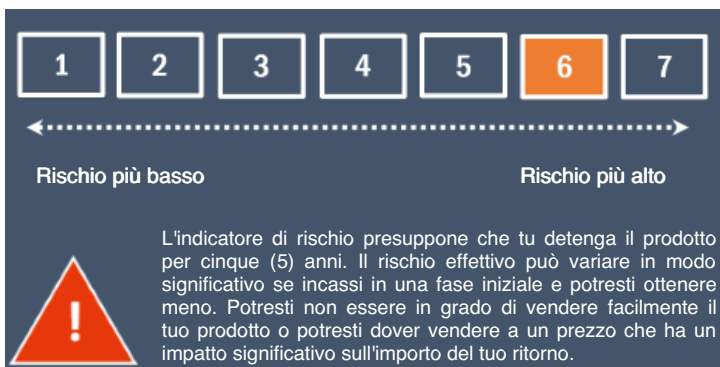 1 2 3 4 5 6 7
Rischio più basso Rischio più alto
L'indicatore di rischio presuppone che tu detenga il prodotto
per cinque (5) anni. Il rischio effettivo può variare in modo
significativo se incassi in una fase iniziale e potresti ottenere
meno. Potresti non essere in grado di vendere facilmente il
tuo prodotto o potresti dover vendere a un prezzo che ha un
impatto significativo sull'importo del tuo ritorno.
!